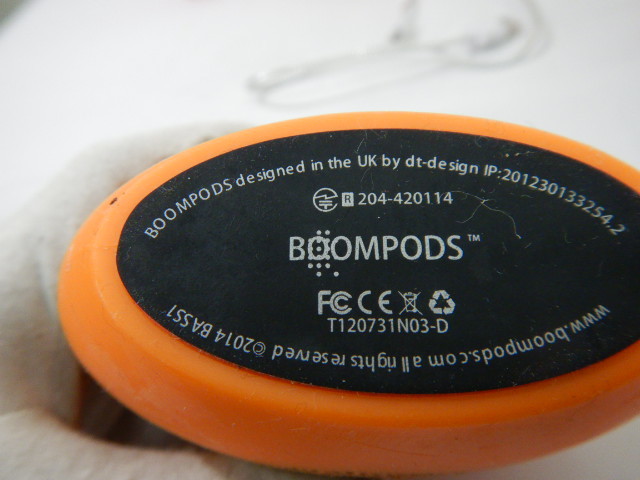 BOOMPODS designed in the UK by dt-design IP:201230133254.2
R 204-420114
BOOMPODS™
FC CE
T120731N03-D
www.boompods.com all rights reserved ©2014 BASS1